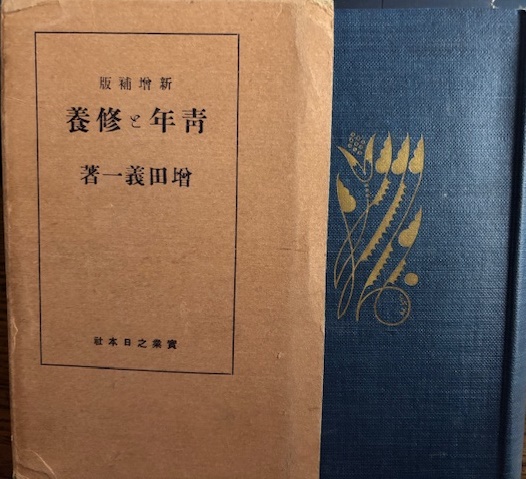 新增補版
靑年と修養
增田義一著
實業之日本社